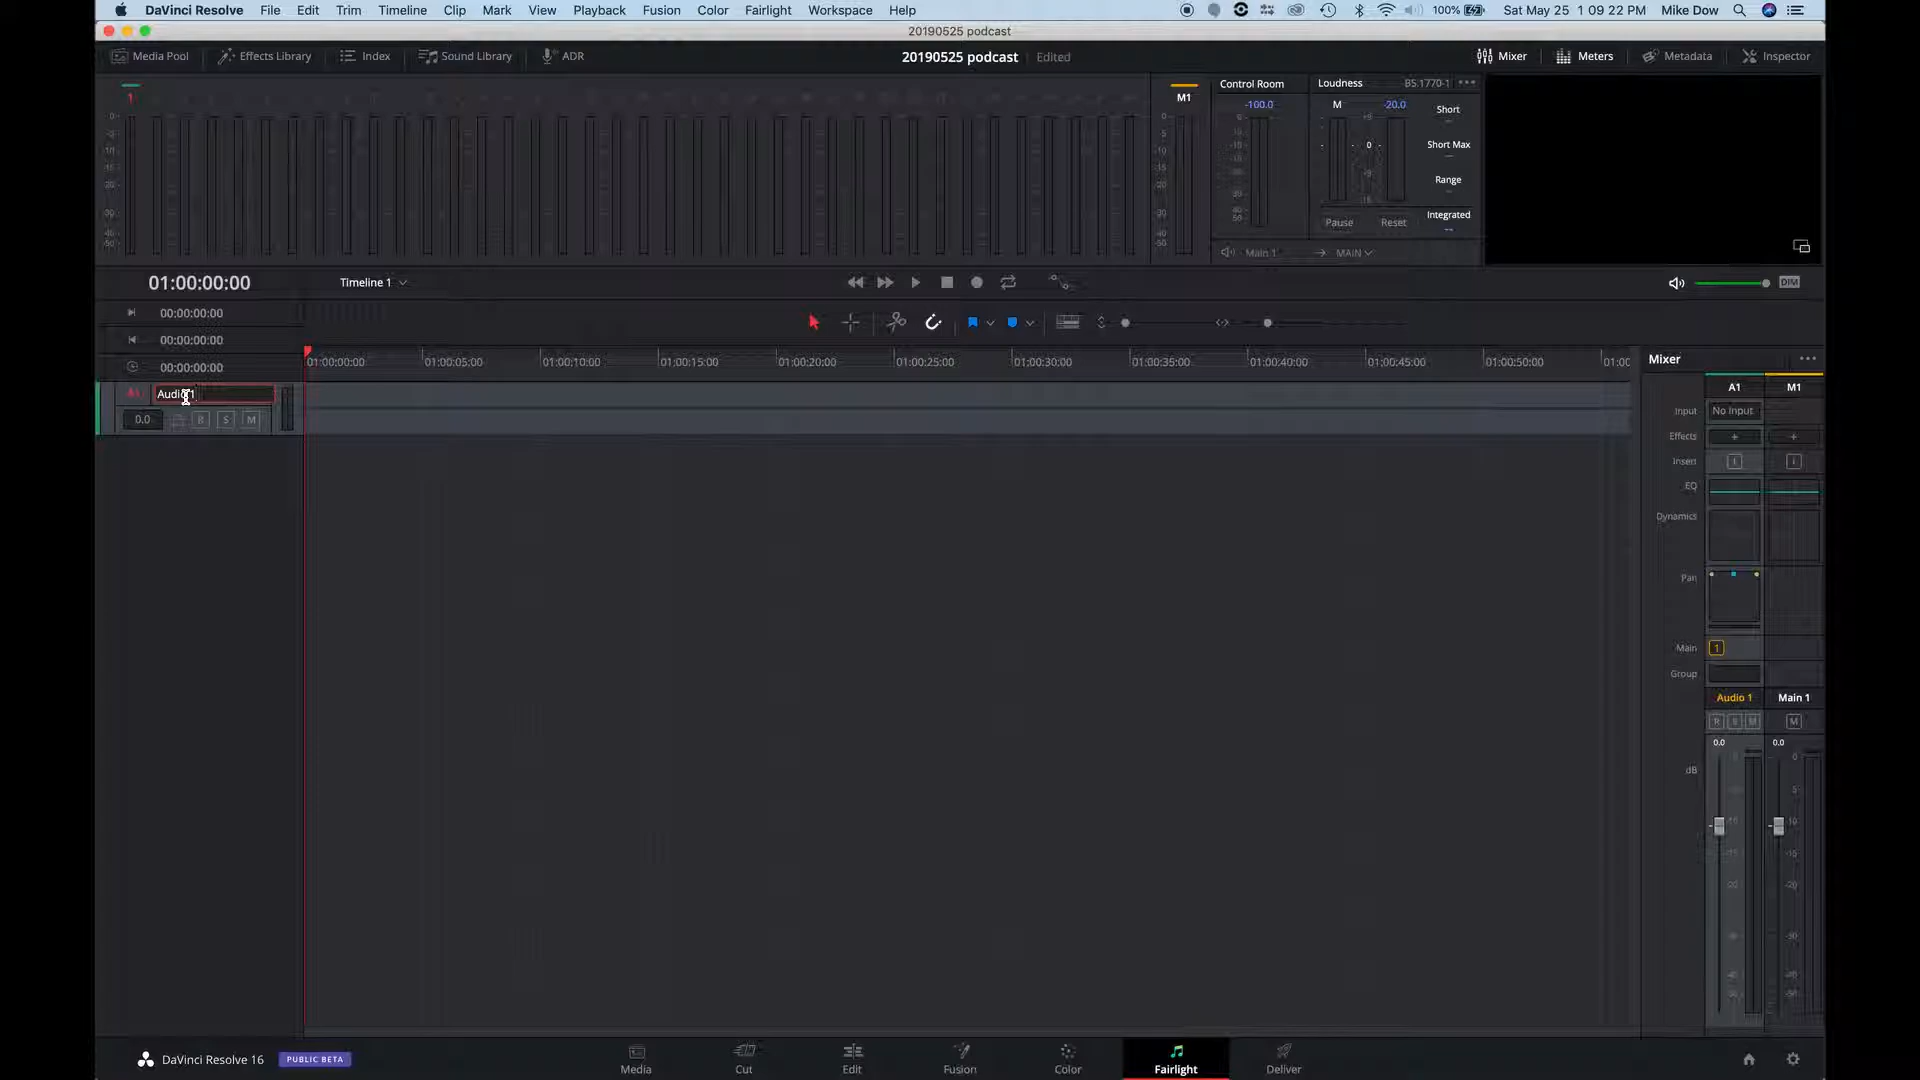 DaVinci Resolve File Edit Trim Timeline Clip Mark View Playback Fusion Color Fairlight Workspace Help 100% Sat May 25 1 09 22 PM Mike Dow
20190525 podcast
Media Pool Effects Library Index Sound Library ADR 20190525 podcast Edited Mixer Meters Metadata Inspector
1 M1 Control Room Loudness BS.1770-1
-100.0 M -20.0 Short
Short Max
Range
Integrated
Pause Reset
Main 1 MAIN
01:00:00:00 Timeline 1 DIM
00:00:00:00
00:00:00:00
00:00:00:00
01:00:00:00 01:00:05:00 01:00:10:00 01:00:15:00 01:00:20:00 01:00:25:00 01:00:30:00 01:00:35:00 01:00:40:00 01:00:45:00 01:00:50:00 01:00
A1 Audio 1
0.0 R S M
Mixer
A1 M1
Input No Input
Effects + +
Insert I I
EQ
Dynamics
Pan
Main 1
Group
Audio 1 Main 1
R S M M
0.0 0.0
dB
DaVinci Resolve 16 PUBLIC BETA
Media Cut Edit Fusion Color Fairlight Deliver